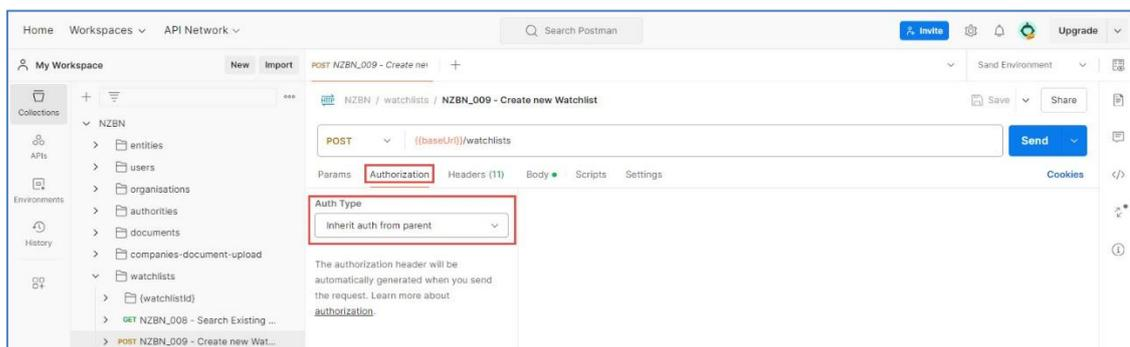 Home Workspaces API Network Search Postman Invite Upgrade
My Workspace New Import POST NZBN_009 - Create ne Sand Environment
Collections
APIs
Environments
History
NZBN
entities
users
organisations
authorities
documents
companies-document-upload
watchlists
{watchlistId}
GET NZBN_008 - Search Existing ...
POST NZBN_009 - Create new Wat...
HTTP NZBN / watchlists / NZBN_009 - Create new Watchlist Save Share
POST {{baseUrl}}/watchlists Send
Params Authorization Headers (11) Body Scripts Settings Cookies
Auth Type
Inherit auth from parent
The authorization header will be
automatically generated when you send
the request. Learn more about
authorization.